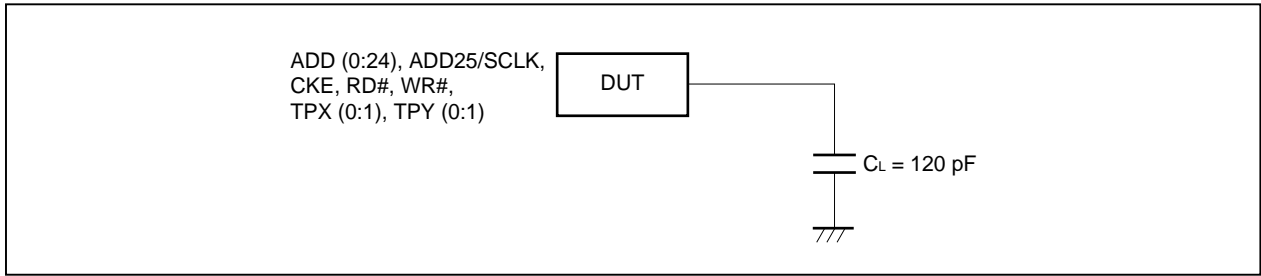 ADD (0:24), ADD25/SCLK,
CKE, RD#, WR#,
TPX (0:1), TPY (0:1)
DUT
CL = 120 pF